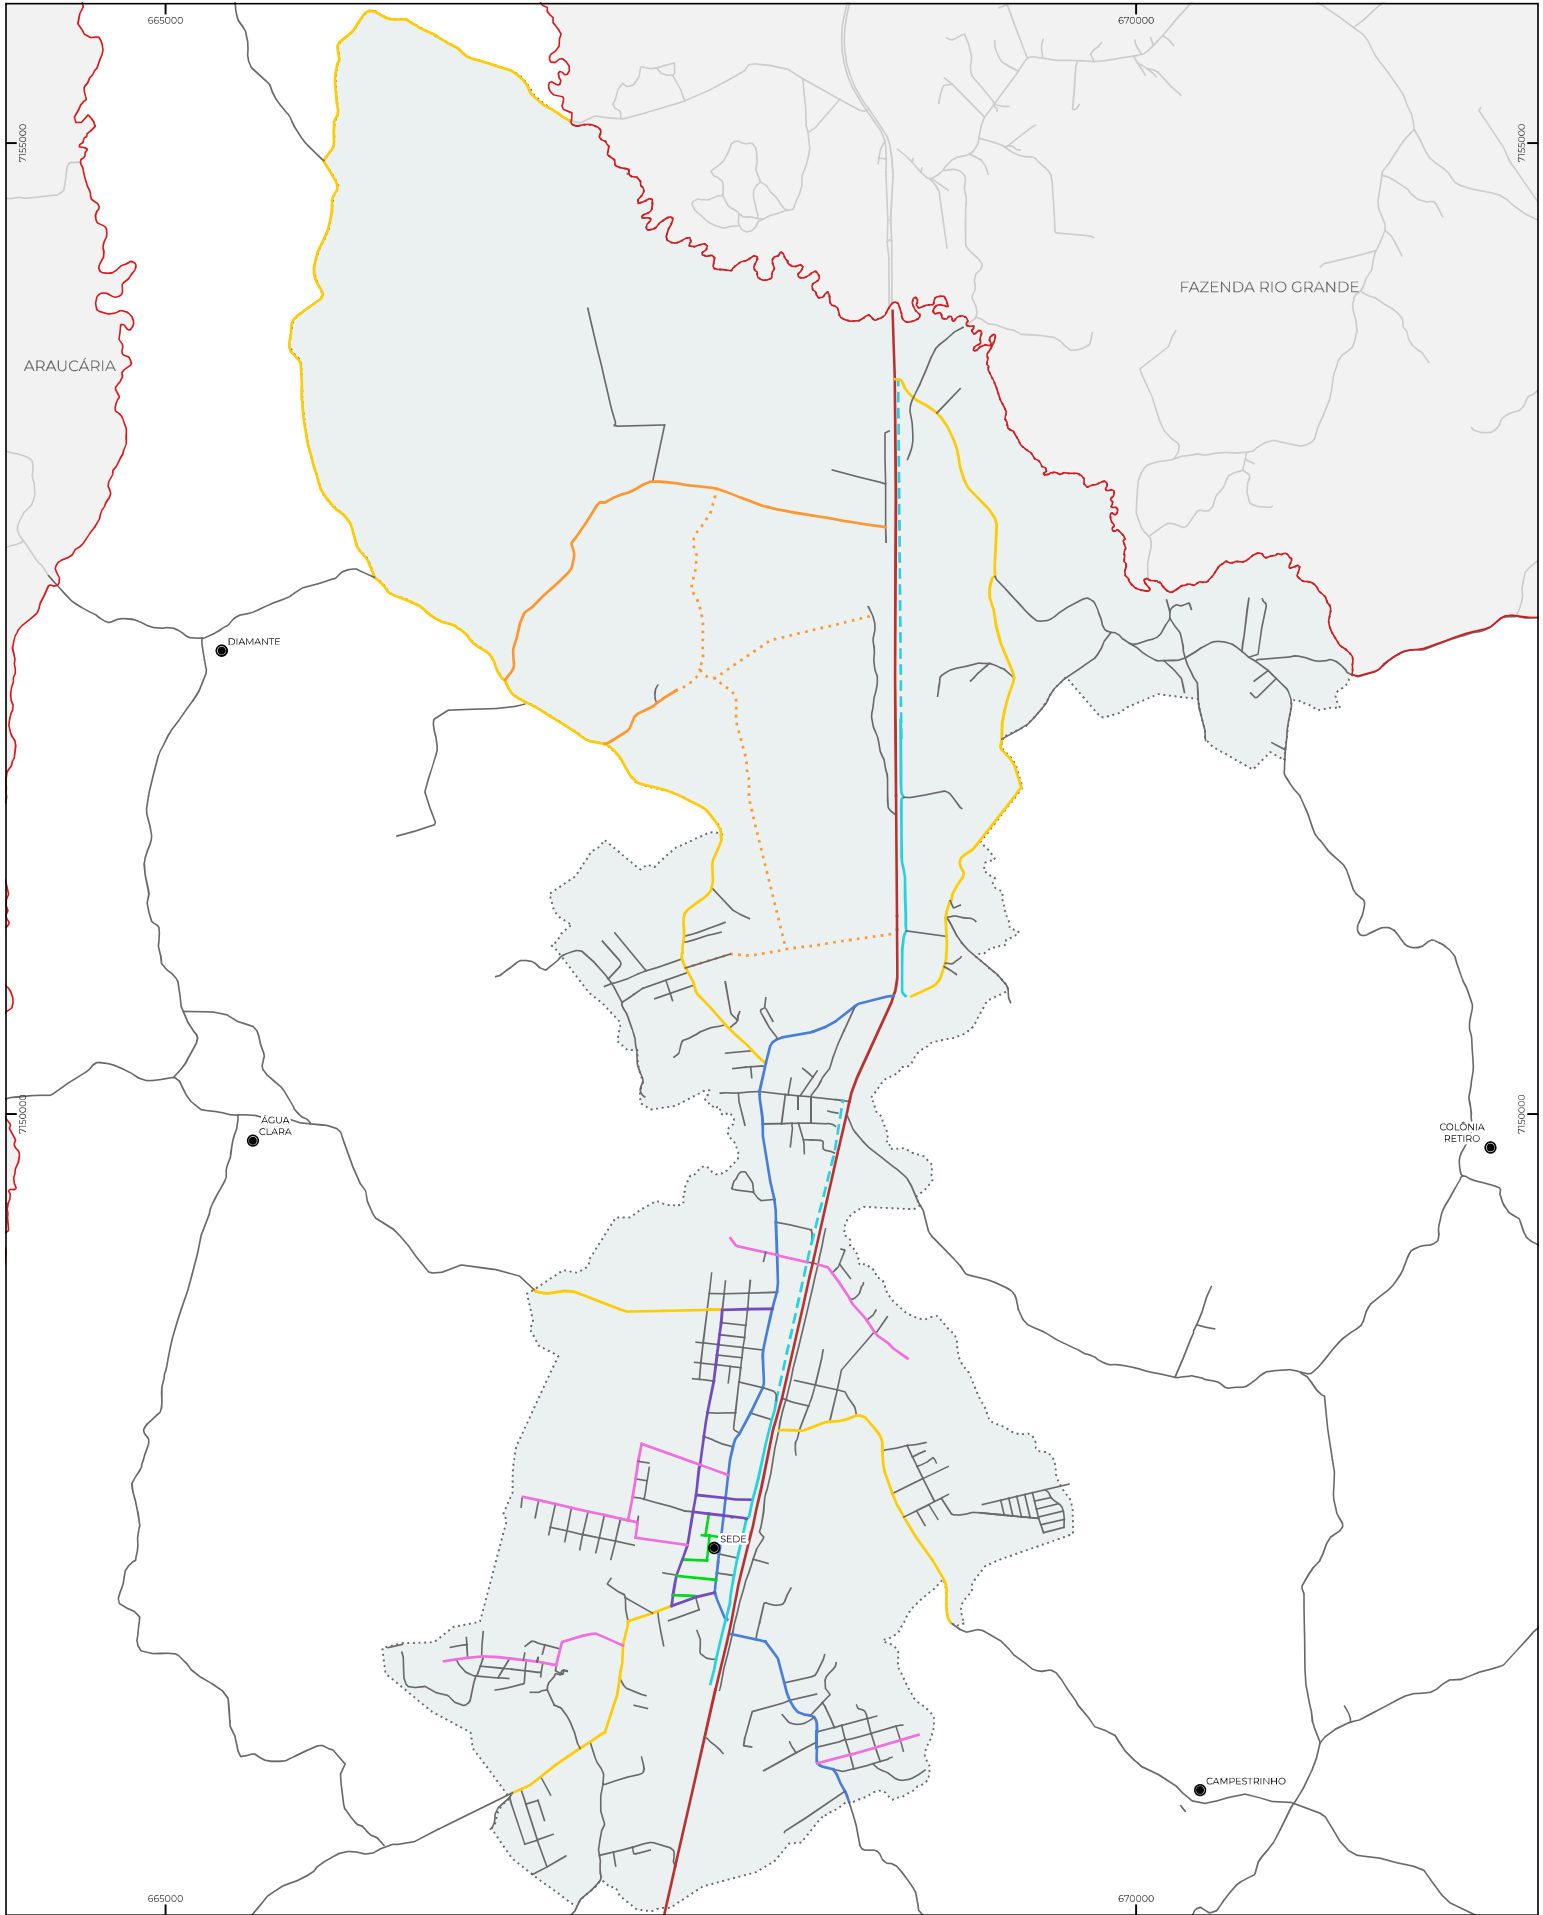 665000
670000
7155000
7155000
FAZENDA RIO GRANDE
ARAUCÁRIA
DIAMANTE
7150000
7150000
ÁGUA
CLARA
COLÔNIA
RETIRO
SEDE
CAMPESTRINHO
665000
670000